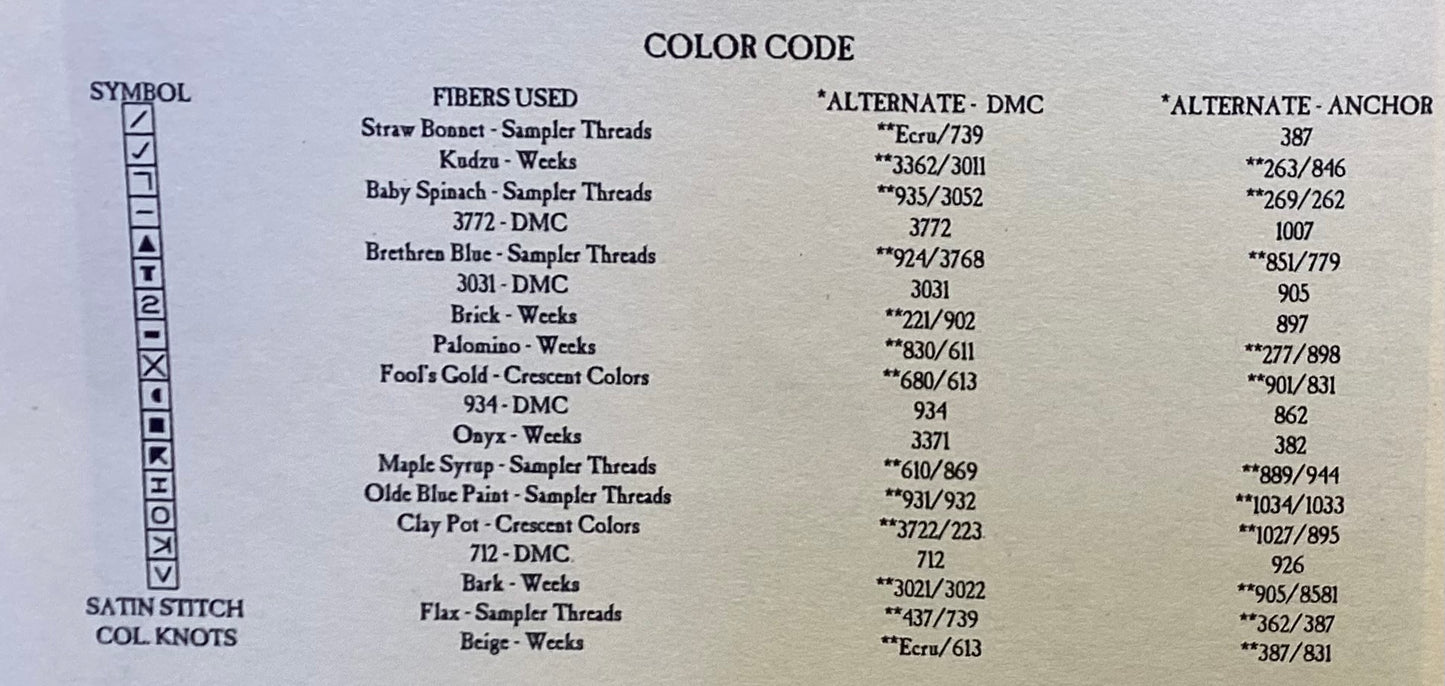 COLOR CODE
SYMBOL FIBERS USED *ALTERNATE - DMC *ALTERNATE - ANCHOR
/ Straw Bonnet - Sampler Threads **Ecru/739 387
✓ Kudzu - Weeks **3362/3011 **263/846
ㄱ Baby Spinach - Sampler Threads **935/3052 **269/262
– 3772 - DMC 3772 1007
▲ Brethren Blue - Sampler Threads **924/3768 **851/779
T 3031 - DMC 3031 905
2 Brick - Weeks **221/902 897
▬ Palomino - Weeks **830/611 **277/898
X Fool's Gold - Crescent Colors **680/613 **901/831
◖ 934 - DMC 934 862
■ Onyx - Weeks 3371 382
◤ Maple Syrup - Sampler Threads **610/869 **889/944
I Olde Blue Paint - Sampler Threads **931/932 **1034/1033
O Clay Pot - Crescent Colors **3722/223 **1027/895
712 - DMC 712 926
V Bark - Weeks **3021/3022 **905/8581
SATIN STITCH Flax - Sampler Threads **437/739 **362/387
COL. KNOTS Beige - Weeks **Ecru/613 **387/831